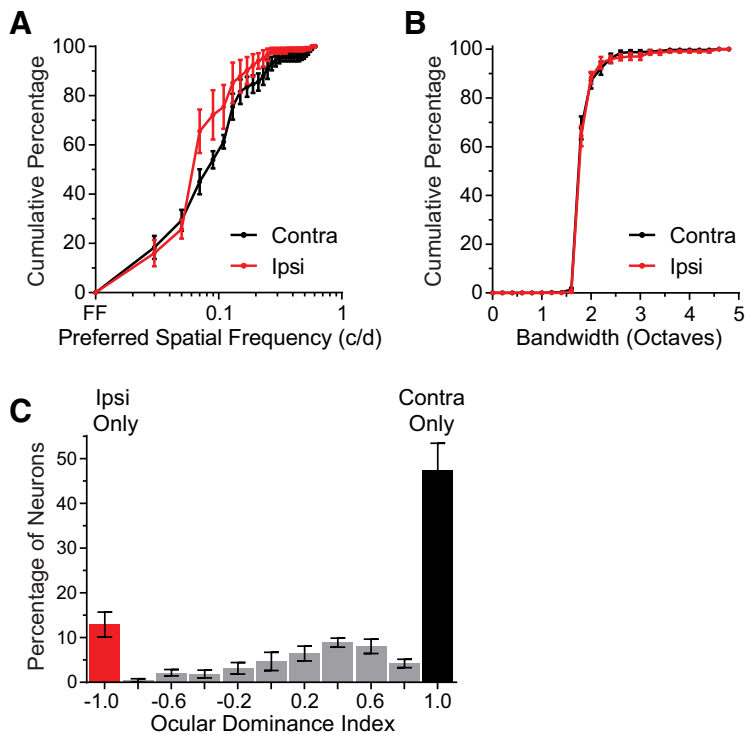 A
100
80
60
40
20
0
Cumulative Percentage
Contra
Ipsi
FF
0.1
1
Preferred Spatial Frequency (c/d)
B
100
80
60
40
20
0
Cumulative Percentage
Contra
Ipsi
0
1
2
3
4
5
Bandwidth (Octaves)
C
Ipsi
Only
Contra
Only
50
40
30
20
10
0
Percentage of Neurons
-1.0
-0.6
-0.2
0.2
0.6
1.0
Ocular Dominance Index